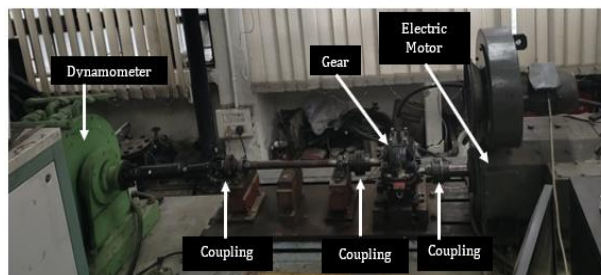 Electric
Motor
Gear
Dynamometer
Coupling
Coupling
Coupling